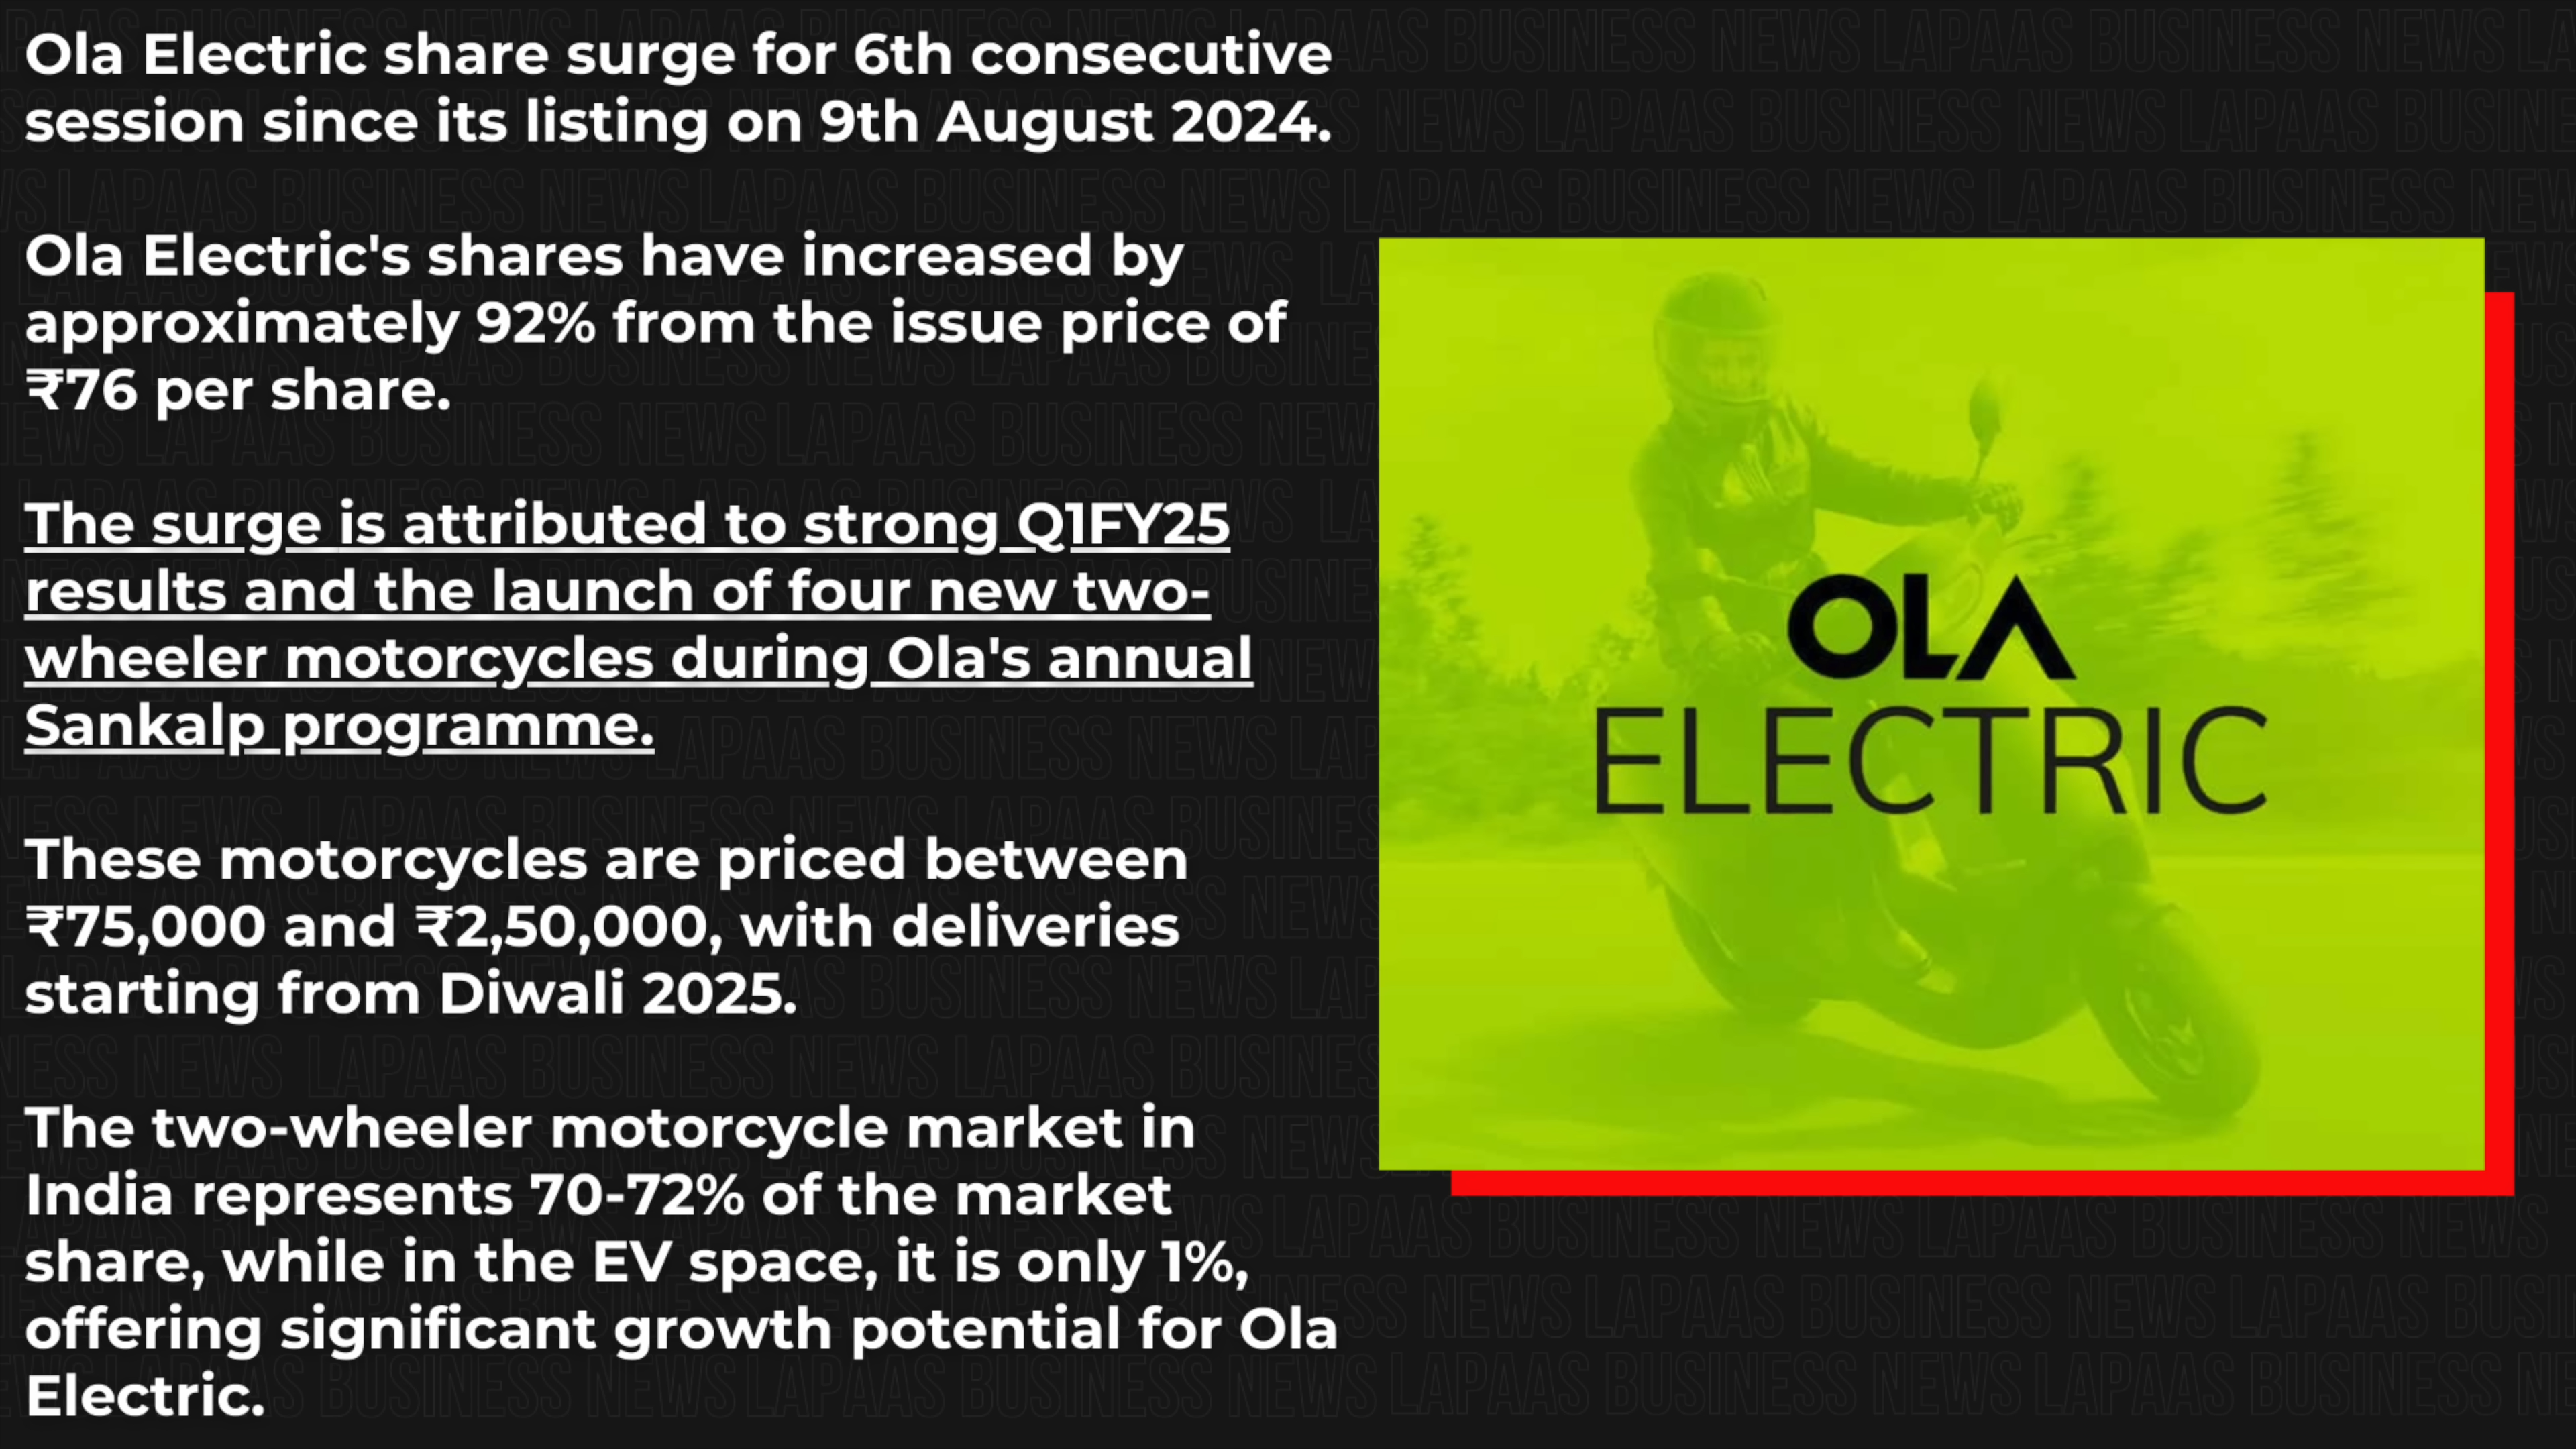 Ola Electric share surge for 6th consecutive
session since its listing on 9th August 2024.
Ola Electric's shares have increased by
approximately 92% from the issue price of
₹76 per share.
The surge is attributed to strong Q1FY25
results and the launch of four new two-
wheeler motorcycles during Ola's annual
Sankalp programme.
These motorcycles are priced between
₹75,000 and ₹2,50,000, with deliveries
starting from Diwali 2025.
The two-wheeler motorcycle market in
India represents 70-72% of the market
share, while in the EV space, it is only 1%,
offering significant growth potential for Ola
Electric.
OLA
ELECTRIC
LAPAAS BUSINESS NEWS